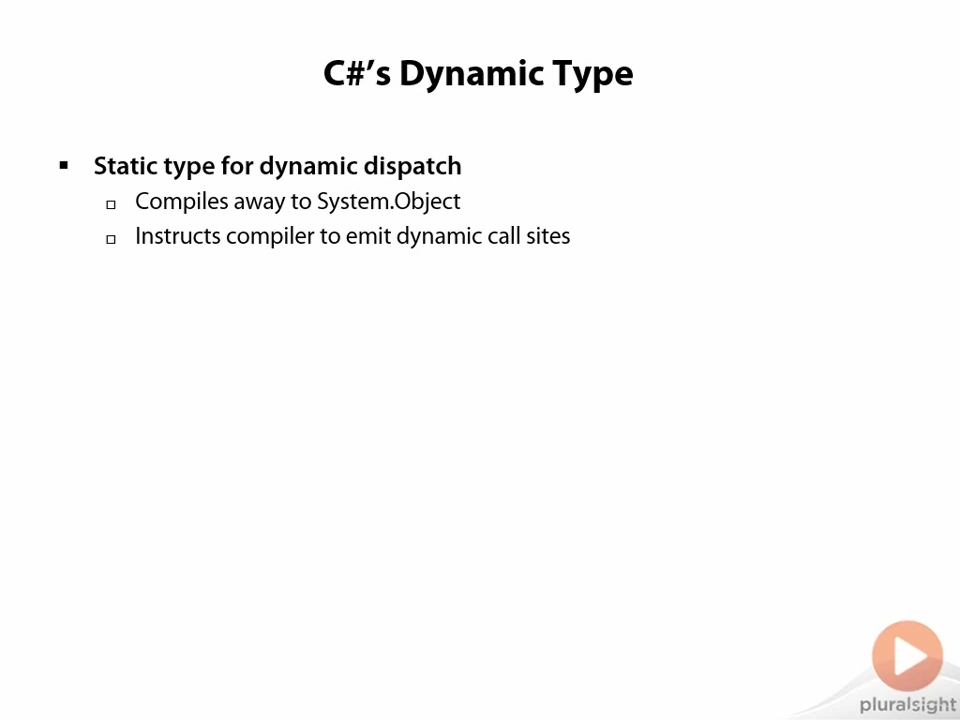 C#’s Dynamic Type
Static type for dynamic dispatch
Compiles away to System.Object
Instructs compiler to emit dynamic call sites
pluralsight